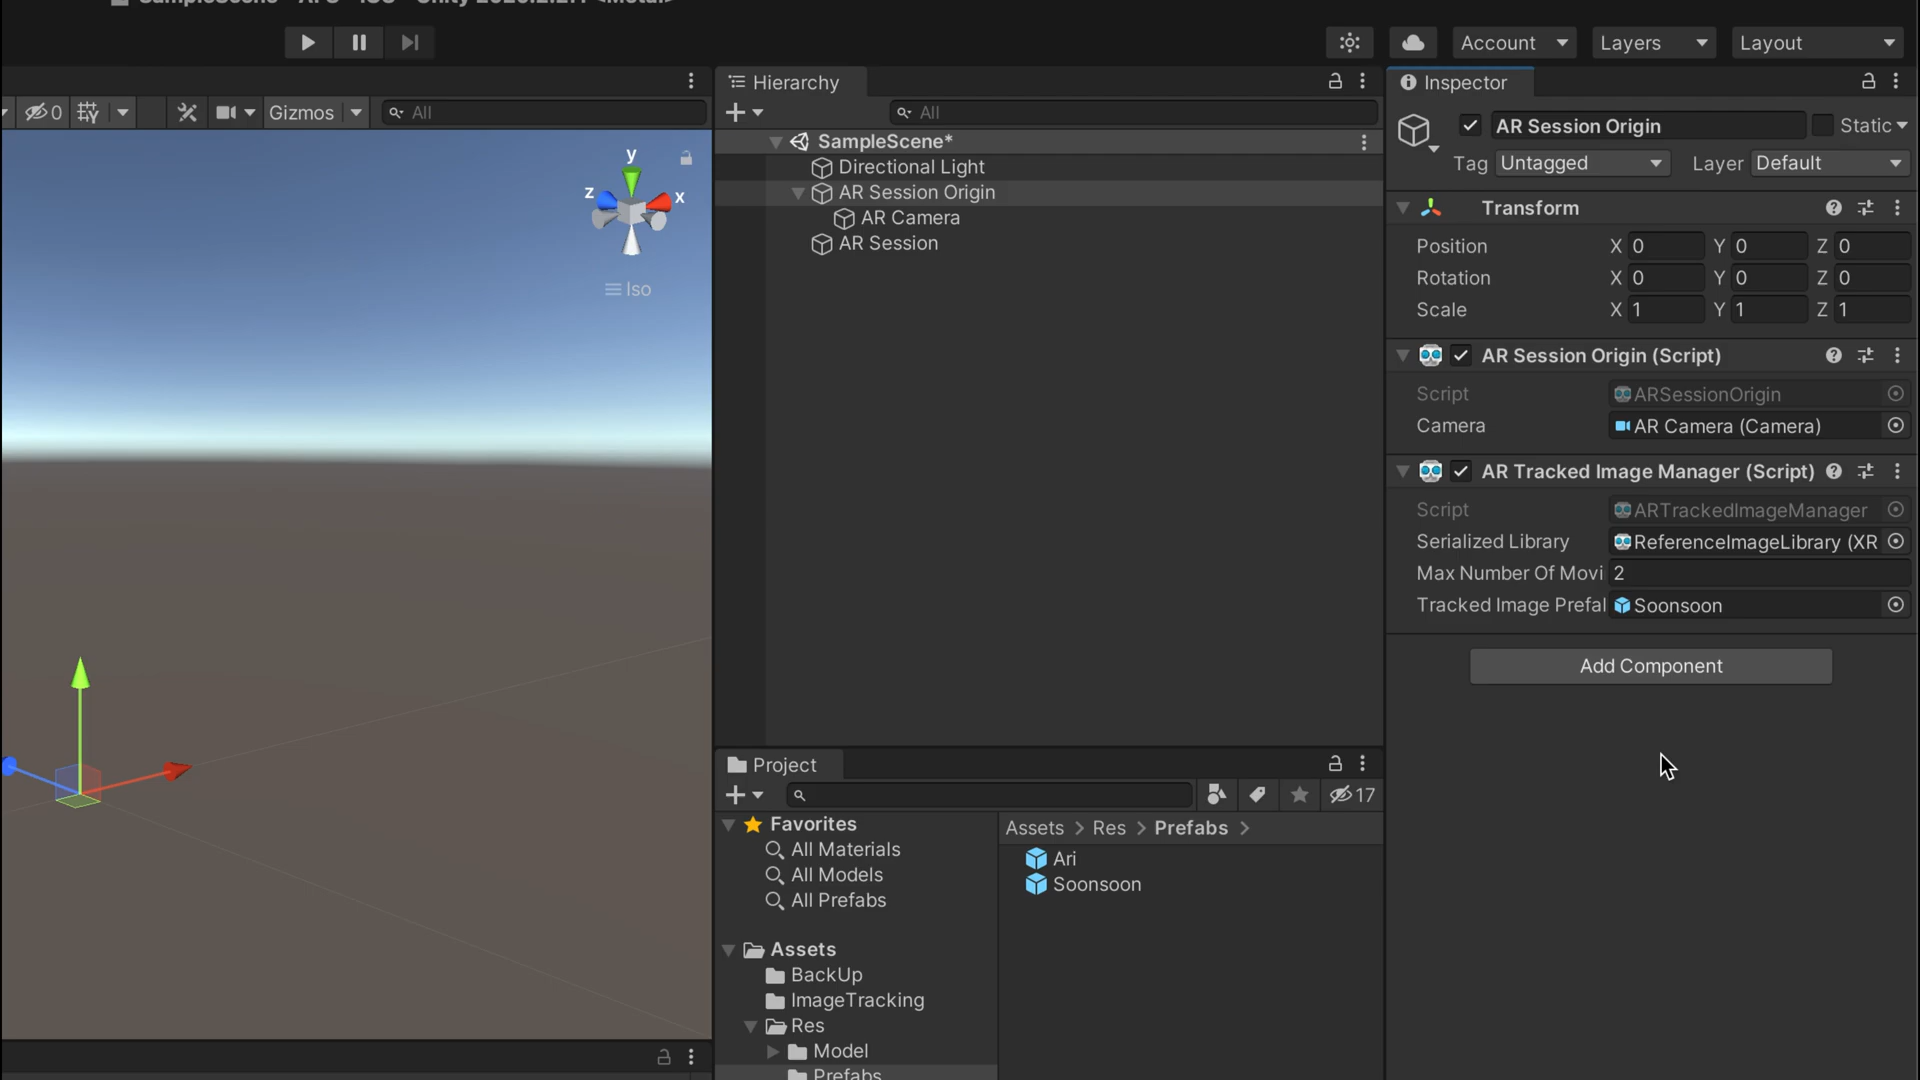 Account
Layers
Layout
0
Gizmos
All
Hierarchy
All
SampleScene*
Directional Light
AR Session Origin
AR Camera
AR Session
y
z
x
Iso
Inspector
AR Session Origin
Static
Tag Untagged Layer Default
Transform
Position X 0 Y 0 Z 0
Rotation X 0 Y 0 Z 0
Scale X 1 Y 1 Z 1
AR Session Origin (Script)
Script ARSessionOrigin
Camera AR Camera (Camera)
AR Tracked Image Manager (Script)
Script ARTrackedImageManager
Serialized Library ReferenceImageLibrary (XR
Max Number Of Movi 2
Tracked Image Prefal Soonsoon
Add Component
Project
17
Favorites
All Materials
All Models
All Prefabs
Assets
BackUp
ImageTracking
Res
Model
Prefabs
Assets > Res > Prefabs >
Ari
Soonsoon